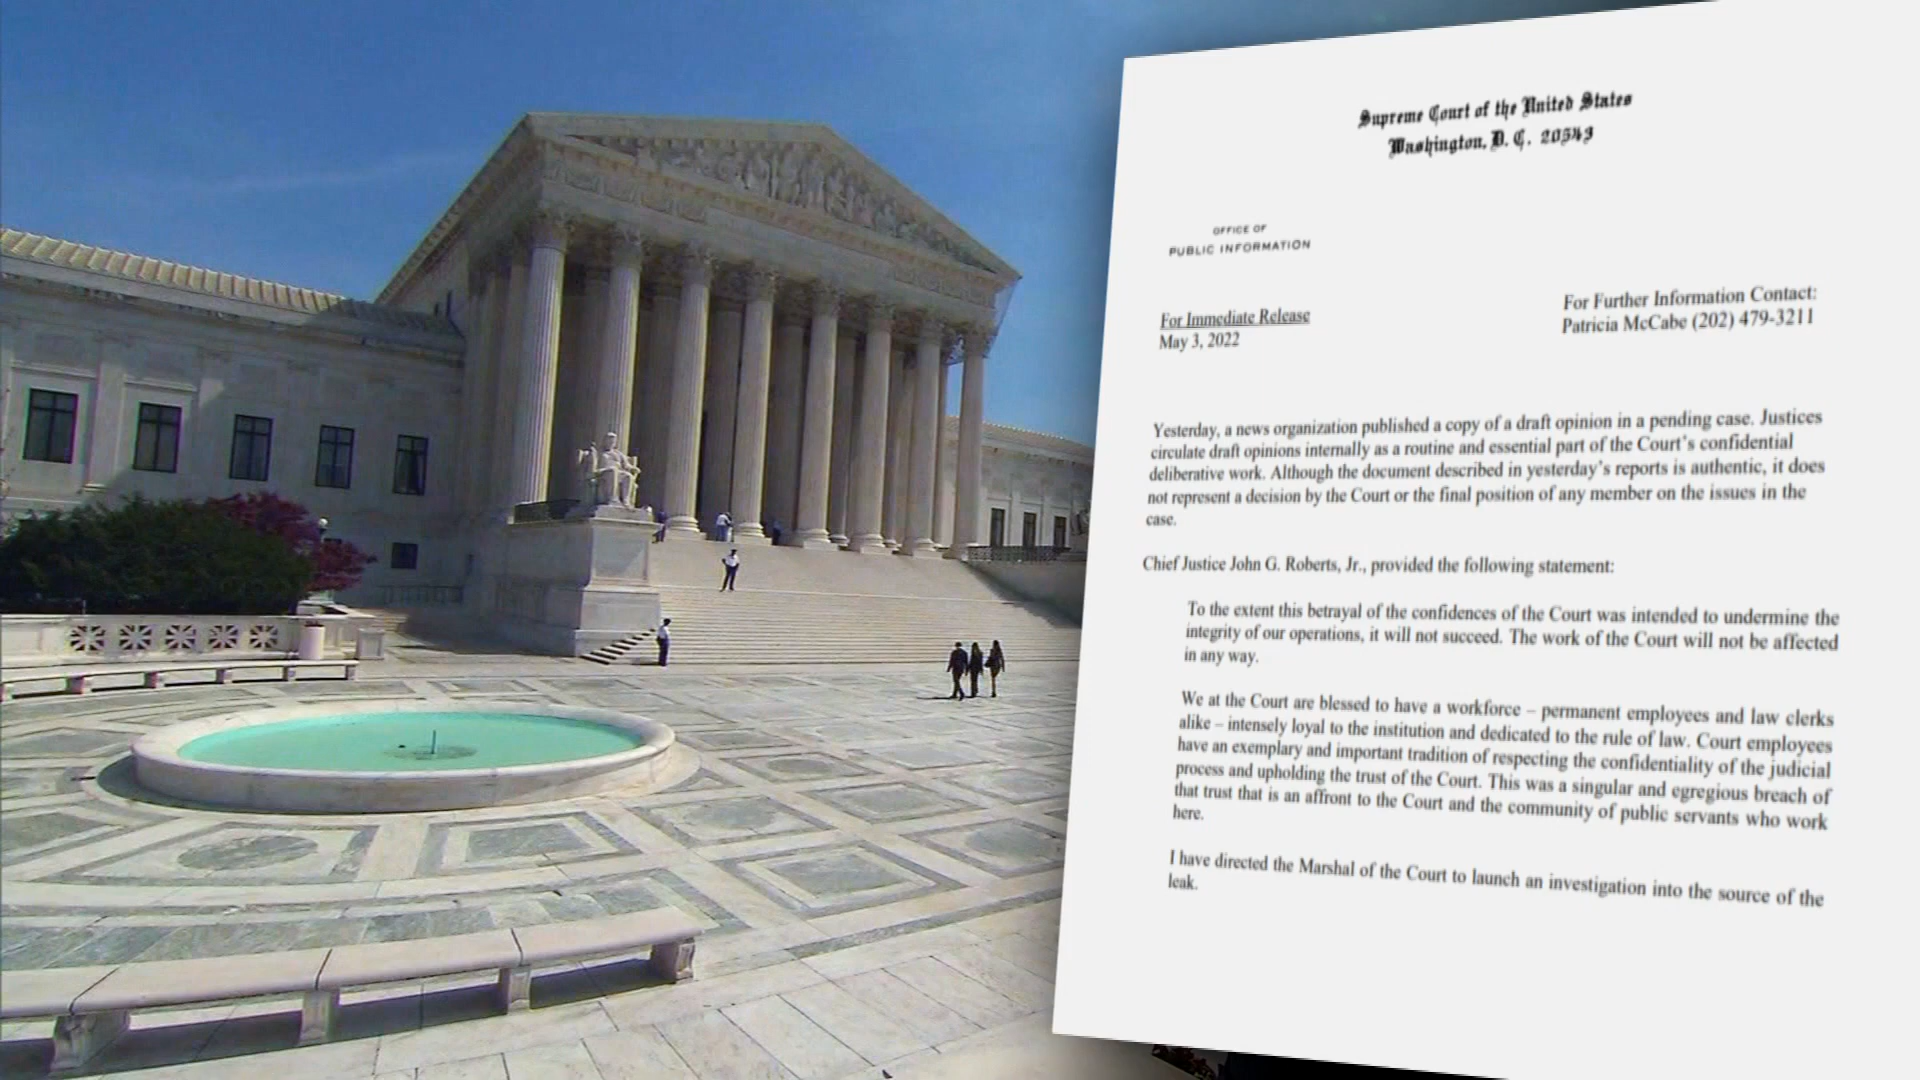 Supreme Court of the United States
Washington, D. C. 20543
OFFICE OF
PUBLIC INFORMATION
For Immediate Release
May 3, 2022
For Further Information Contact:
Patricia McCabe (202) 479-3211
Yesterday, a news organization published a copy of a draft opinion in a pending case. Justices
circulate draft opinions internally as a routine and essential part of the Court's confidential
deliberative work. Although the document described in yesterday's reports is authentic, it does
not represent a decision by the Court or the final position of any member on the issues in the
case.
Chief Justice John G. Roberts, Jr., provided the following statement:
To the extent this betrayal of the confidences of the Court was intended to undermine the
integrity of our operations, it will not succeed. The work of the Court will not be affected
in any way.
We at the Court are blessed to have a workforce – permanent employees and law clerks
alike – intensely loyal to the institution and dedicated to the rule of law. Court employees
have an exemplary and important tradition of respecting the confidentiality of the judicial
process and upholding the trust of the Court. This was a singular and egregious breach of
that trust that is an affront to the Court and the community of public servants who work
here.
I have directed the Marshal of the Court to launch an investigation into the source of the
leak.